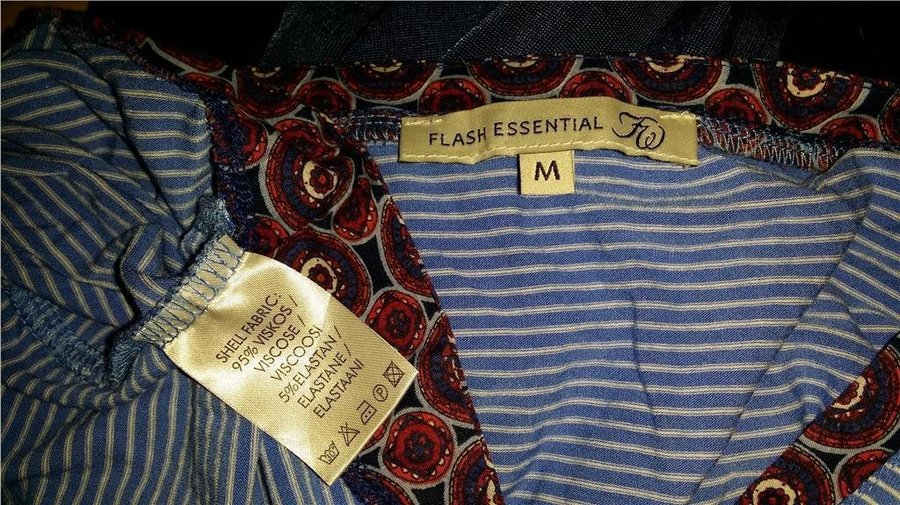 FLASH ESSENTIAL FW
M
SHELL FABRIC:
95% VISKOS /
VISCOSE /
VISCOOSI
5% ELASTAN /
ELASTANE /
ELASTAANI
P